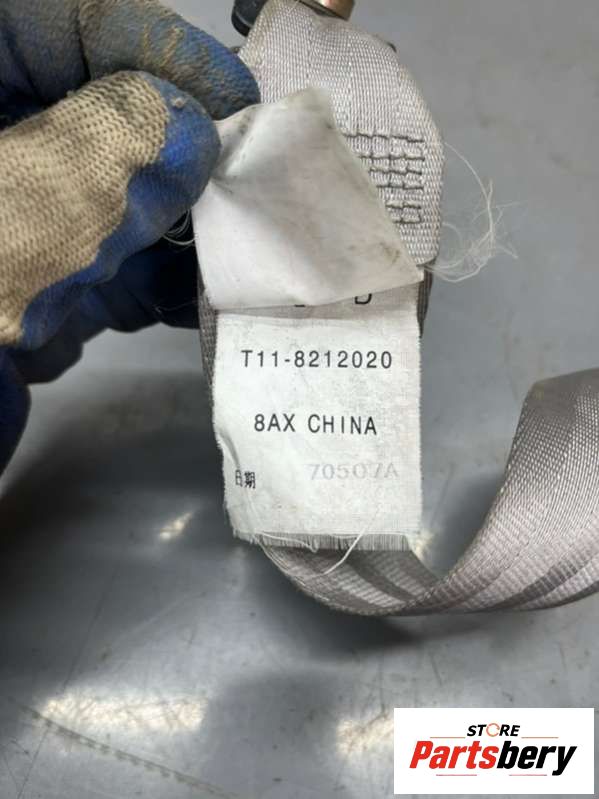 T11-8212020
8AX CHINA
日期 70507A
STORE
Partsbery